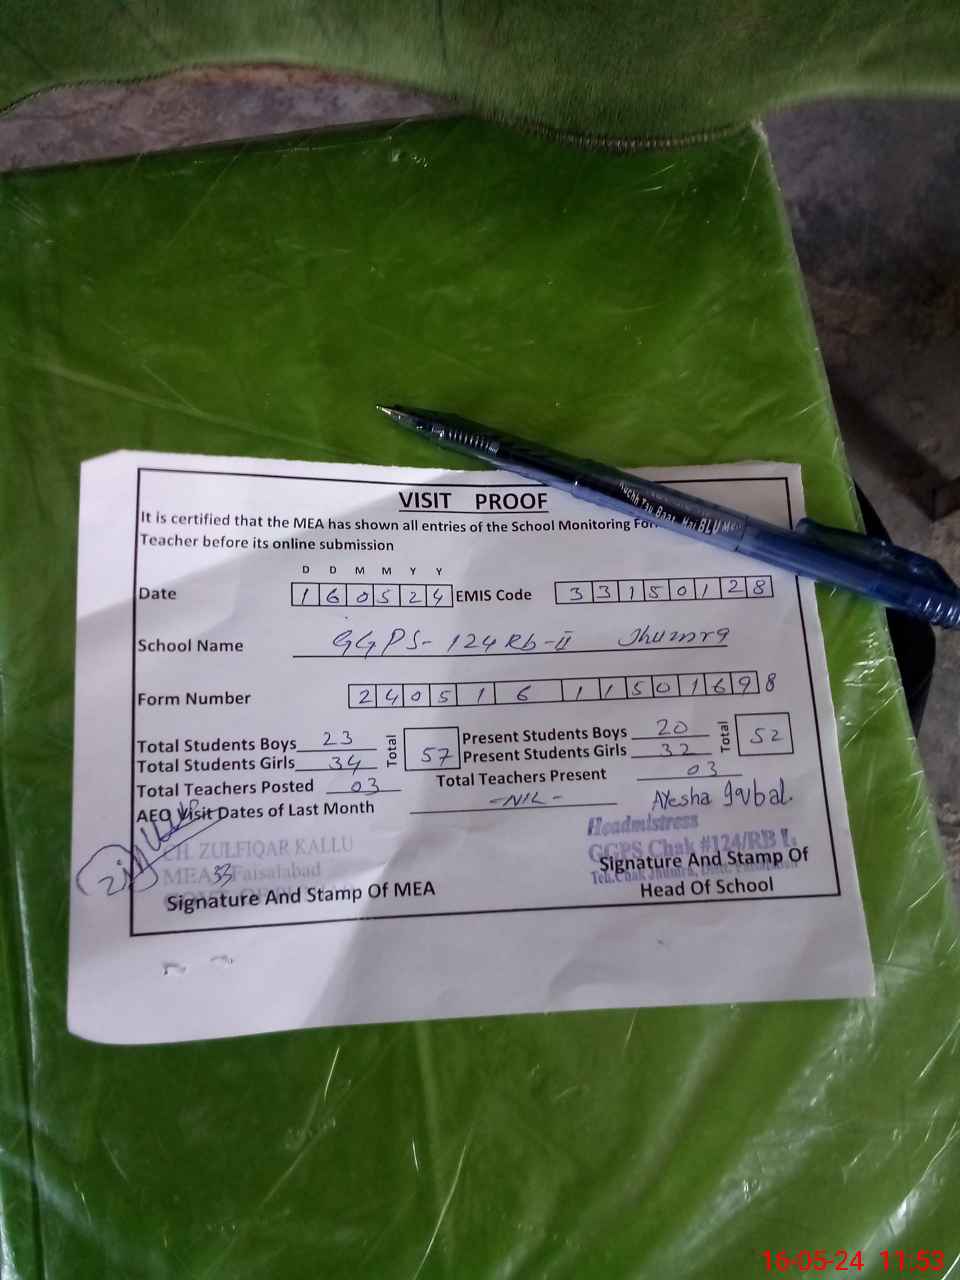 VISIT PROOF
It is certified that the MEA has shown all entries of the School Monitoring
Teacher before its online submission
D D M M Y Y
Date 1 6 0 5 2 4 EMIS Code 3 3 1 5 0 1 2 8
School Name GGPS-124 Rb-II Jhumra
Form Number 2 4 0 5 1 6 1 1 5 0 1 6 9 8
Total Students Boys 23 Total 57 Present Students Boys 20 Total 52
Total Students Girls 34 Present Students Girls 32
Total Teachers Posted 03 Total Teachers Present 03
AEO Visit Dates of Last Month -NIL- Ayesha Iqbal.
Headmistress
CH. ZULFIQAR KALLU GGPS Chak #124/RB
MEA 33 Faisalabad Signature And Stamp Of
Teh. Chak Jhumra,
Signature And Stamp Of MEA Head Of School
BLU
16-05-24 11:53